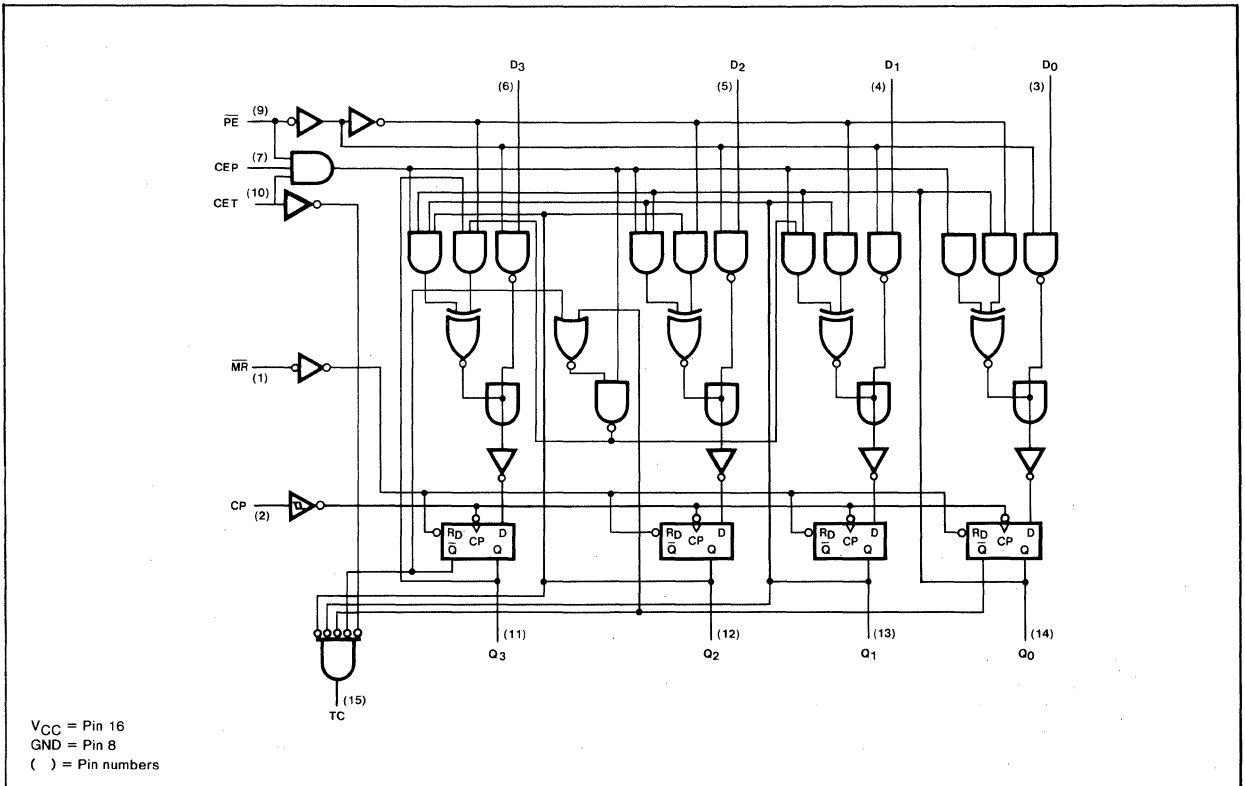 D3 D2 D1 D0
(6) (5) (4) (3)
(9)
PE
(7)
CEP
(10)
CET
MR
(1)
CP
(2)
RD D RD D RD D RD D
CP CP CP CP
Q Q Q Q Q Q Q Q
(11) (12) (13) (14)
Q3 Q2 Q1 Q0
(15)
TC
VCC = Pin 16
GND = Pin 8
( ) = Pin numbers